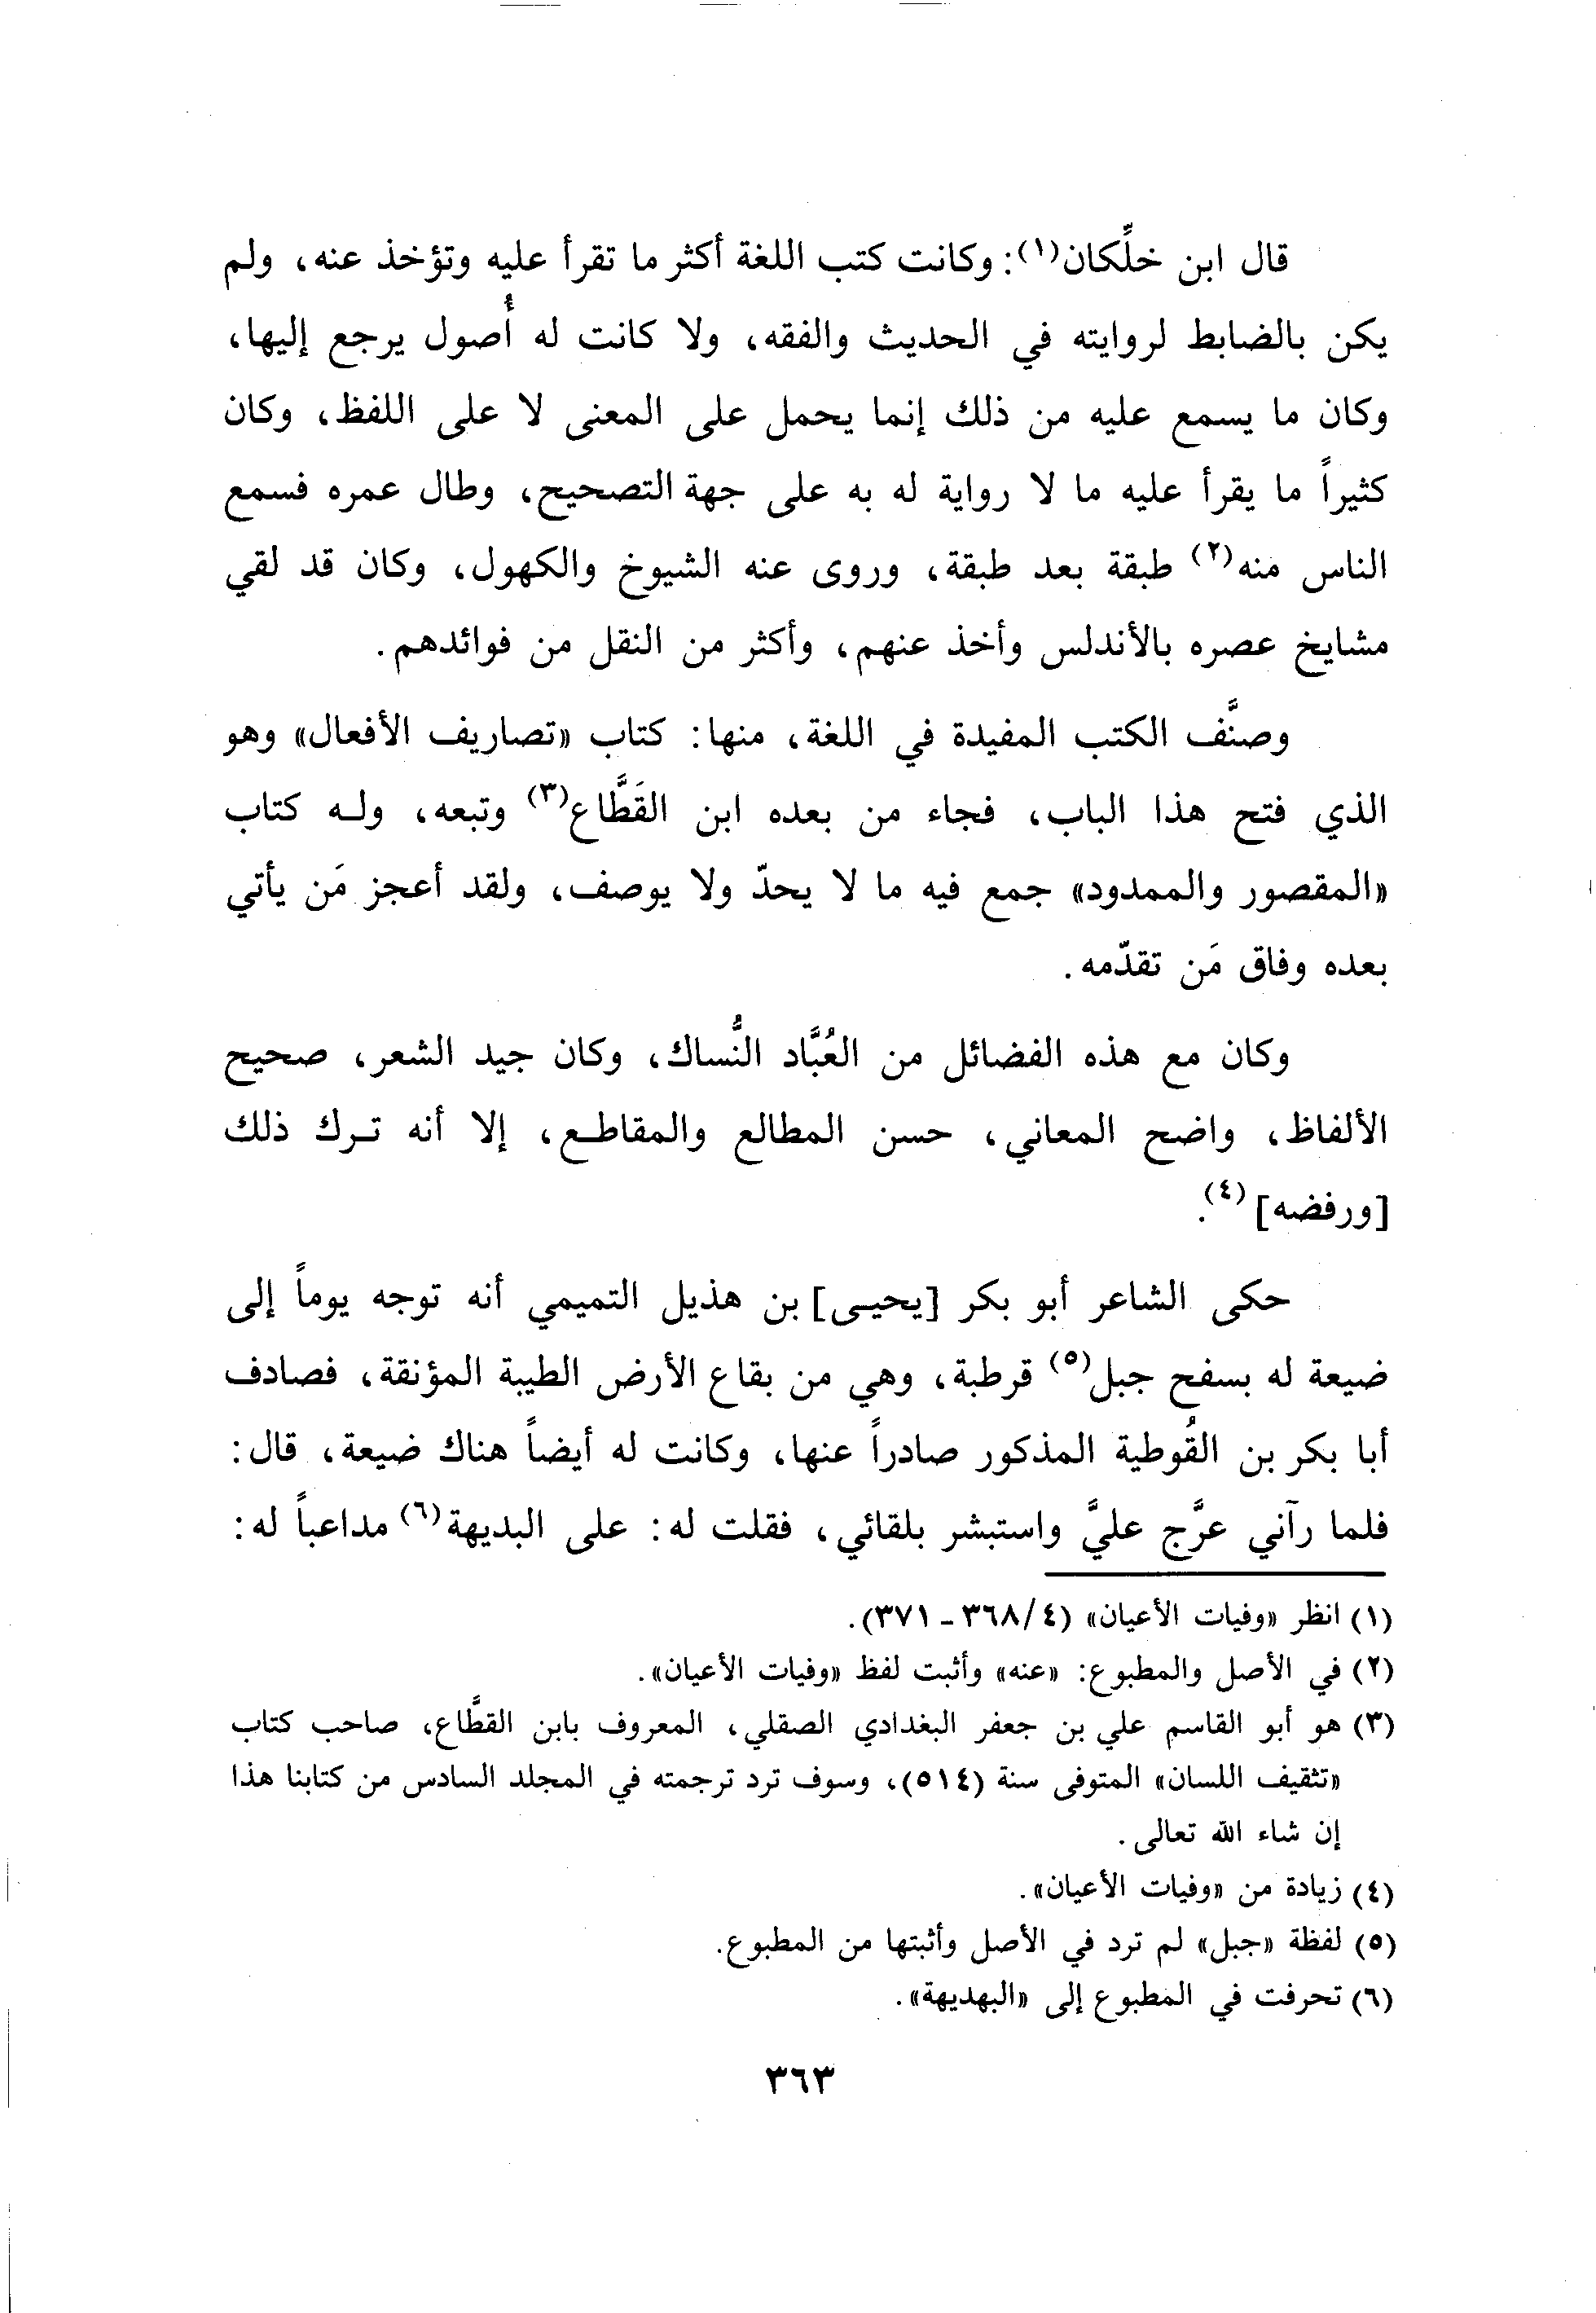 قال ابن خلِّكان(١): وكانت كتب اللغة أكثر ما تقرأ عليه وتؤخذ عنه، ولم
يكن بالضابط لروايته في الحديث والفقه، ولا كانت له أُصول يرجع إليها،
وكان ما يسمع عليه من ذلك إنما يحمل على المعنى لا على اللفظ، وكان
كثيراً ما يقرأ عليه ما لا رواية له به على جهة التصحيح، وطال عمره فسمع
الناس منه(٢) طبقة بعد طبقة، وروى عنه الشيوخ والكهول، وكان قد لقي
مشايخ عصره بالأندلس وأخذ عنهم، وأكثر من النقل من فوائدهم.
وصنَّف الكتب المفيدة في اللغة، منها: كتاب «تصاريف الأفعال» وهو
الذي فتح هذا الباب، فجاء من بعده ابن القَطَّاع(٣) وتبعه، ولـه كتاب
«المقصور والممدود» جمع فيه ما لا يحدّ ولا يوصف، ولقد أعجز مَن يأتي
بعده وفاق مَن تقدّمه.
وكان مع هذه الفضائل من العُبَّاد النُّساك، وكان جيد الشعر، صحيح
الألفاظ، واضح المعاني، حسن المطالع والمقاطـع، إلا أنه تـرك ذلك
[ورفضه](٤).
حكى الشاعر أبو بكر [يحيـى] بن هذيل التميمي أنه توجه يوماً إلى
ضيعة له بسفح جبل(٥) قرطبة، وهي من بقاع الأرض الطيبة المؤنقة، فصادف
أبا بكر بن القُوطية المذكور صادراً عنها، وكانت له أيضاً هناك ضيعة، قال:
فلما رآني عرَّج عليَّ واستبشر بلقائي، فقلت له: على البديهة(٦) مداعباً له:
(١) انظر «وفيات الأعيان» (٤/٣٦٨ - ٣٧١).
(٢) في الأصل والمطبوع: «عنه» وأثبت لفظ «وفيات الأعيان».
(٣) هو أبو القاسم علي بن جعفر البغدادي الصقلي، المعروف بابن القطَّاع، صاحب كتاب
«تثقيف اللسان» المتوفى سنة (٥١٤)، وسوف ترد ترجمته في المجلد السادس من كتابنا هذا
إن شاء الله تعالى.
(٤) زيادة من «وفيات الأعيان».
(٥) لفظة «جبل» لم ترد في الأصل وأثبتها من المطبوع.
(٦) تحرفت في المطبوع إلى «البهديهة».
٣٦٣